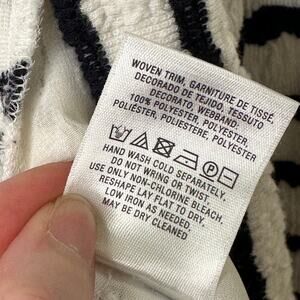 WOVEN TRIM, GARNITURE DE TISSÉ,
DECORADO DE TEJIDO, TESSUTO
DECORATO, WEBBAND,
100% POLYESTER, POLYESTER,
POLIÉSTER, POLIESTERE, POLYESTER
HAND WASH COLD SEPARATELY.
DO NOT WRING OR TWIST.
USE ONLY NON-CHLORINE BLEACH.
RESHAPE LAY FLAT TO DRY.
LOW IRON AS NEEDED.
MAY BE DRY CLEANED